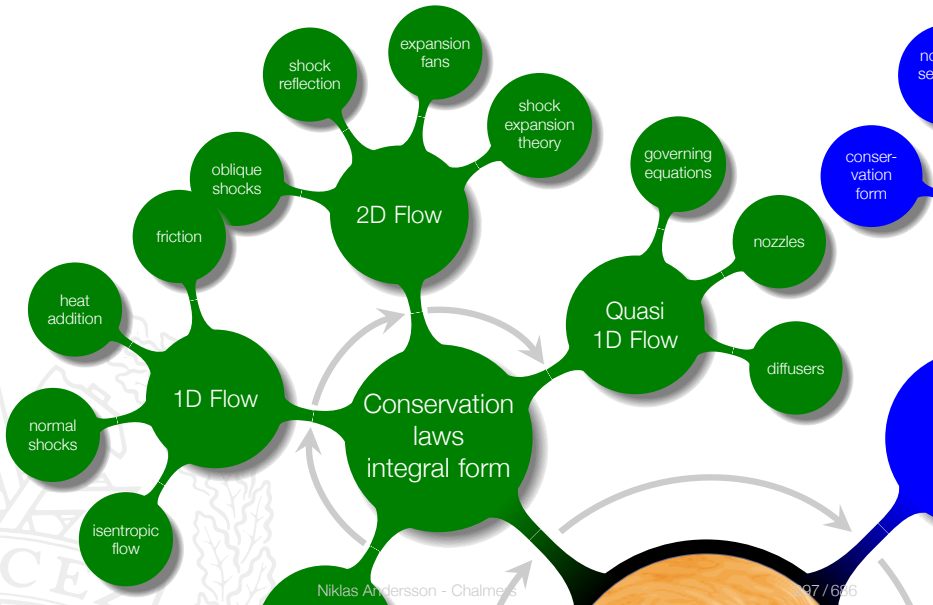 expansion
fans
shock
reflection
shock
expansion
theory
oblique
shocks
2D Flow
governing
equations
conser-
vation
form
friction
nozzles
heat
addition
Quasi
1D Flow
diffusers
1D Flow
Conservation
laws
integral form
normal
shocks
isentropic
flow
Niklas Andersson - Chalmers